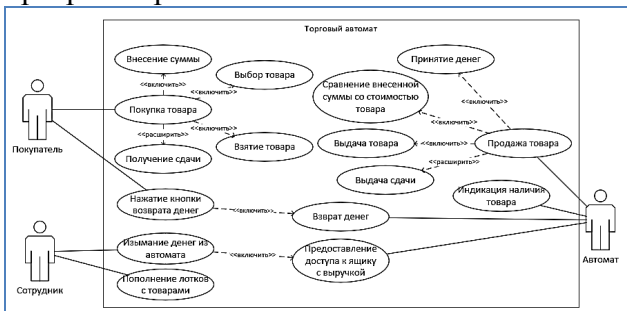 Торговый автомат
Внесение суммы
Принятие денег
<<включить>>
Выбор товара
Сравнение внесенной
суммы со стоимостью
товара
<<включить>>
<<включить>>
Покупка товара
<<включить>>
<<включить>>
<<расширить>>
Покупатель
Выдача товара
<<включить>>
Продажа товара
Взятие товара
Получение сдачи
<<расширить>>
Выдача сдачи
Индикация наличия
товара
Нажатие кнопки
возврата денег
<<включить>>
Взврат денег
Изымание денег из
автомата
<<включить>>
Предоставление
доступа к ящику
с выручкой
Пополнение лотков
с товарами
Сотрудник
Автомат